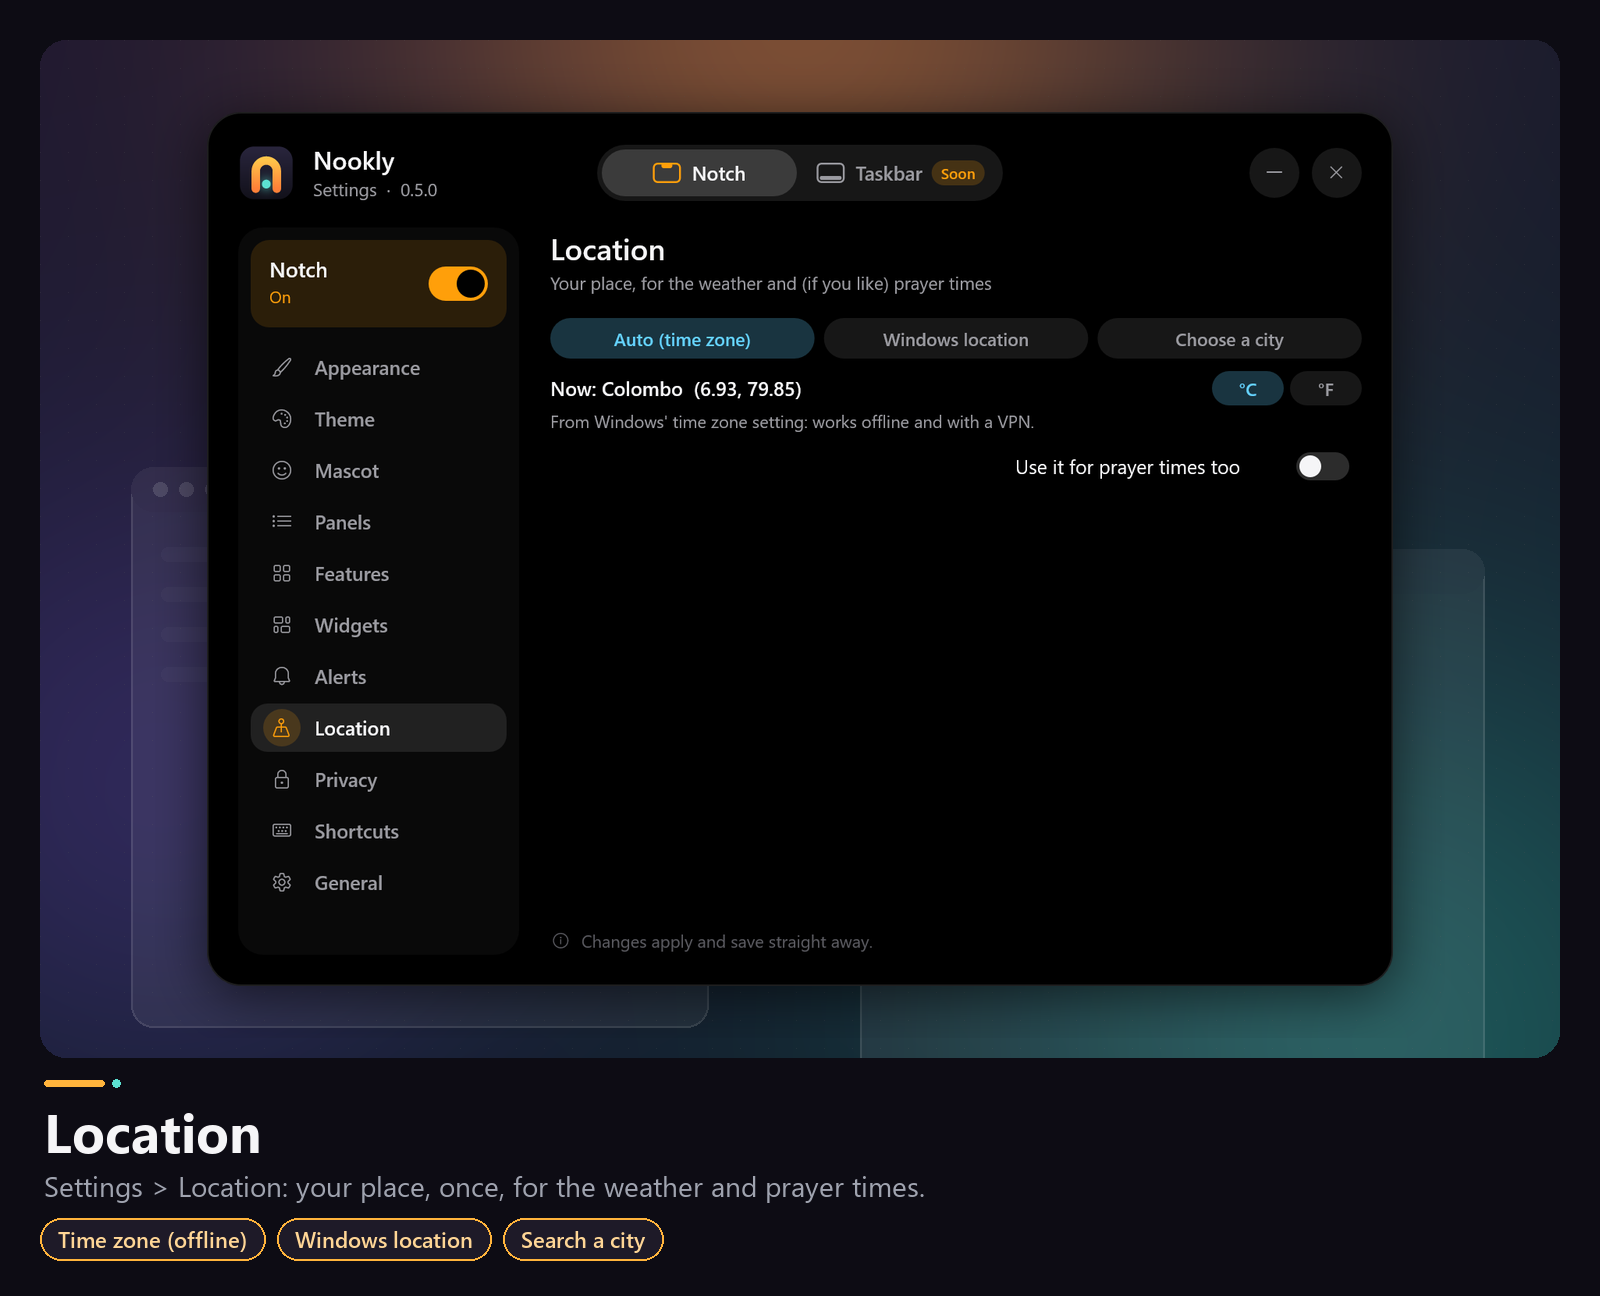 Nookly
Settings · 0.5.0
Notch
Taskbar Soon
Notch
On
Appearance
Theme
Mascot
Panels
Features
Widgets
Alerts
Location
Privacy
Shortcuts
General
Location
Your place, for the weather and (if you like) prayer times
Auto (time zone)
Windows location
Choose a city
Now: Colombo (6.93, 79.85)
°C
°F
From Windows' time zone setting: works offline and with a VPN.
Use it for prayer times too
Changes apply and save straight away.
Location
Settings > Location: your place, once, for the weather and prayer times.
Time zone (offline)
Windows location
Search a city